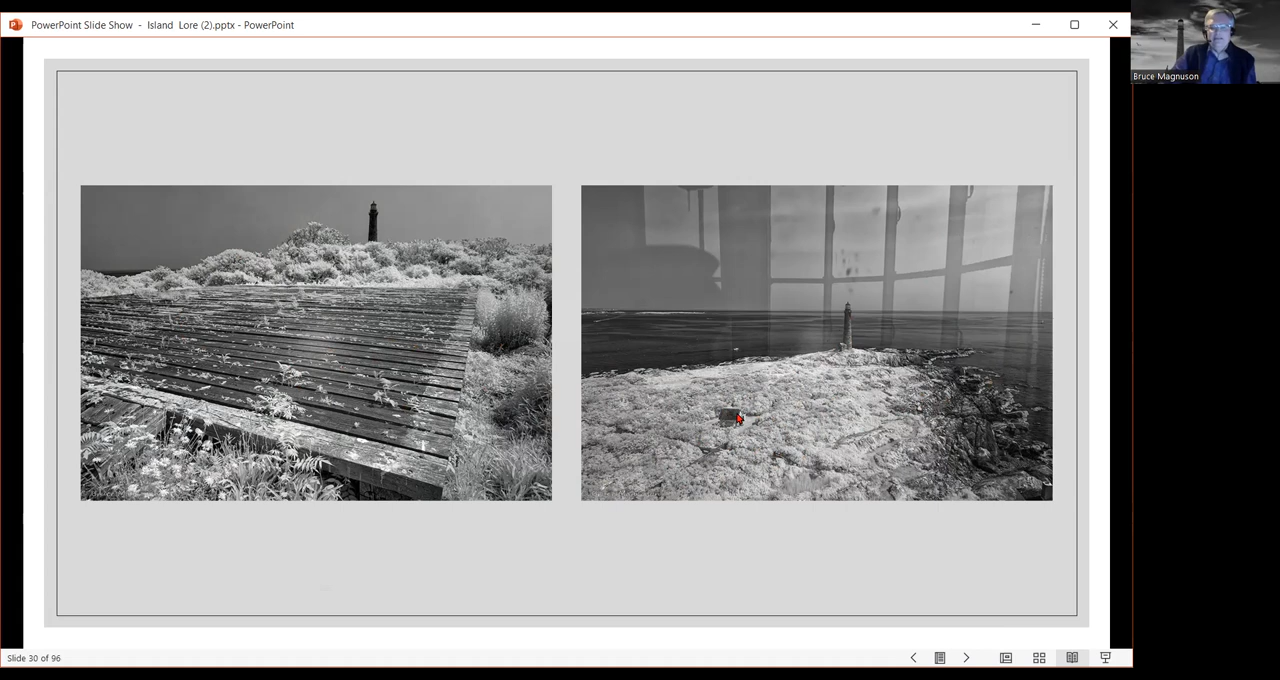 PowerPoint Slide Show - Island Lore (2).pptx - PowerPoint
Bruce Magnuson
Slide 30 of 96